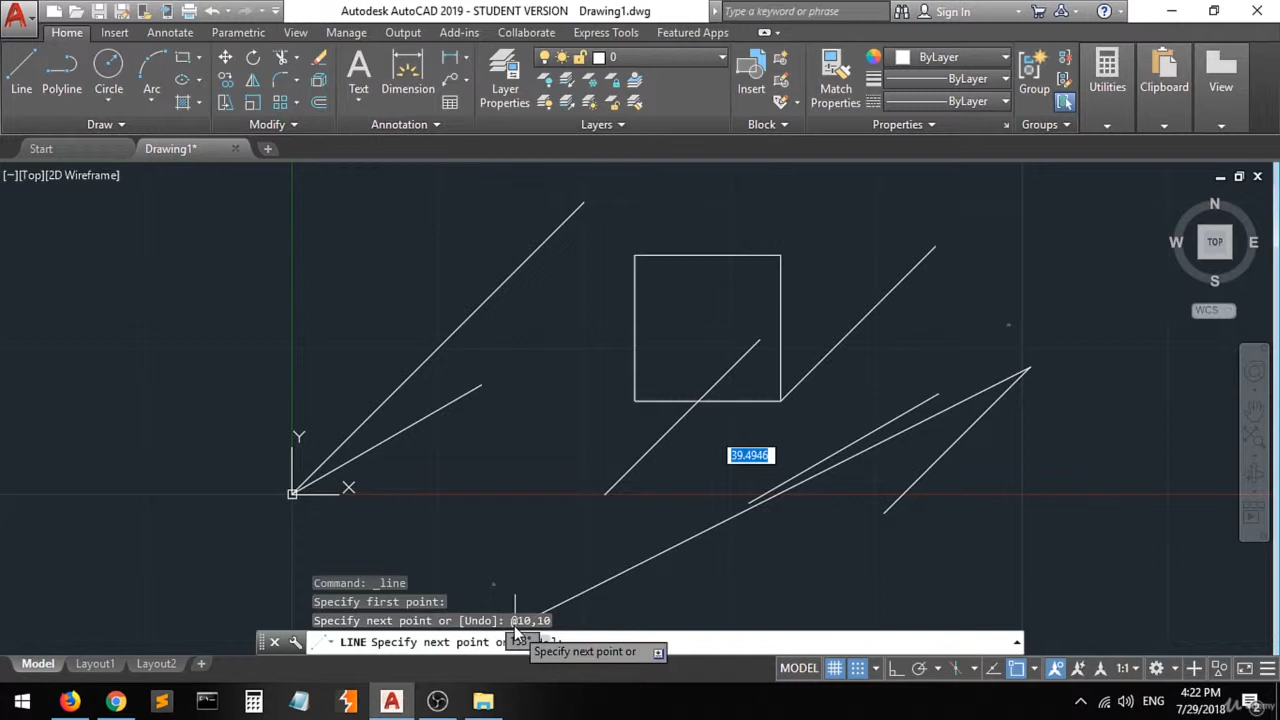 Autodesk AutoCAD 2019 - STUDENT VERSION Drawing1.dwg
Type a keyword or phrase
Sign In
Home Insert Annotate Parametric View Manage Output Add-ins Collaborate Express Tools Featured Apps
0
ByLayer
ByLayer
ByLayer
Line Polyline Circle Arc
Text Dimension
Layer Properties
Insert
Match Properties
Group Utilities Clipboard View
Draw Modify Annotation Layers Block Properties Groups
Start Drawing1*
[−][Top][2D Wireframe]
N
W TOP E
S
WCS
Y
X
39.4946
Command: _line
Specify first point:
Specify next point or [Undo]: @10,10
LINE Specify next point or
Specify next point or
Model Layout1 Layout2 +
MODEL 1:1
ENG
4:22 PM
7/29/2018